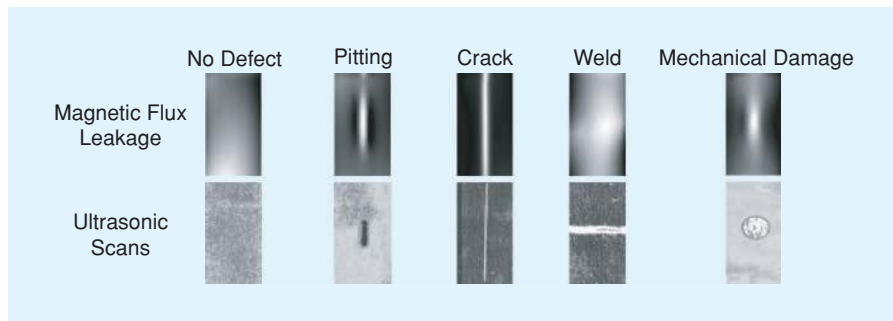 No Defect Pitting Crack Weld Mechanical Damage
Magnetic Flux
Leakage
Ultrasonic
Scans